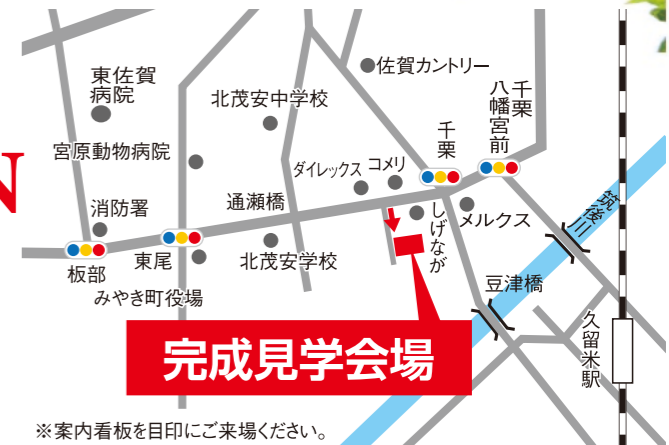 佐賀カントリー
東佐賀
病院
北茂安中学校
千栗
八幡宮前
千栗
宮原動物病院
ダイレックス
コメリ
消防署
通瀬橋
しげなが
メルクス
筑後川
板部
東尾
北茂安学校
みやき町役場
豆津橋
久留米駅
N
完成見学会場
※案内看板を目印にご来場ください。